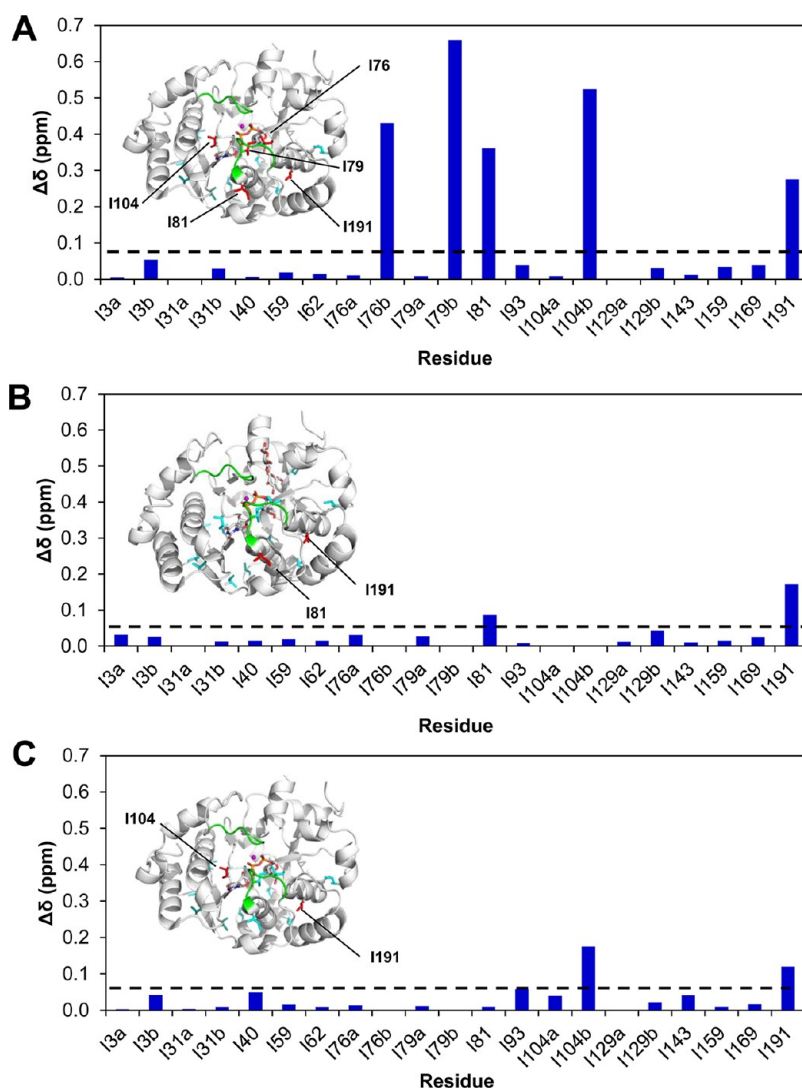 A
0.7
0.6
0.5
0.4
0.3
0.2
0.1
0.0
Δδ (ppm)
I76
I79
I104
I81
I191
I3a I3b I31a I31b I40 I59 I62 I76a I76b I79a I79b I81 I93 I104a I104b I129a I129b I143 I159 I169 I191
Residue
B
0.7
0.6
0.5
0.4
0.3
0.2
0.1
0.0
Δδ (ppm)
I191
I81
I3a I3b I31a I31b I40 I59 I62 I76a I76b I79a I79b I81 I93 I104a I104b I129a I129b I143 I159 I169 I191
Residue
C
0.7
0.6
0.5
0.4
0.3
0.2
0.1
0.0
Δδ (ppm)
I104
I191
I3a I3b I31a I31b I40 I59 I62 I76a I76b I79a I79b I81 I93 I104a I104b I129a I129b I143 I159 I169 I191
Residue